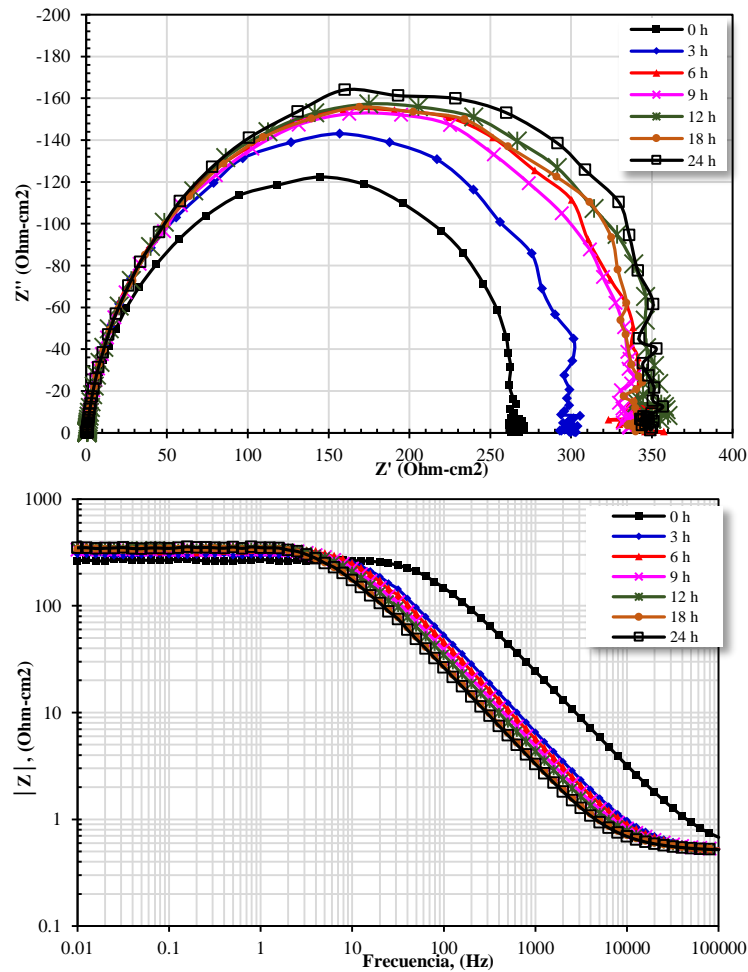 -200
-180
-160
-140
-120
-100
-80
-60
-40
-20
0
0 50 100 150 200 250 300 350 400
Z'' (Ohm-cm2)
Z' (Ohm-cm2)
0 h
3 h
6 h
9 h
12 h
18 h
24 h
1000
100
10
1
0.1
0.01 0.1 1 10 100 1000 10000 100000
|Z|, (Ohm-cm2)
Frecuencia, (Hz)
0 h
3 h
6 h
9 h
12 h
18 h
24 h